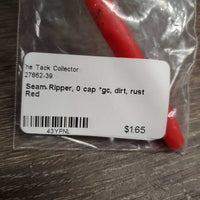 he Tack Collector
27862-39
Seam Ripper, 0 cap *gc, dirt, rust
Red
43YPNL
$1.65